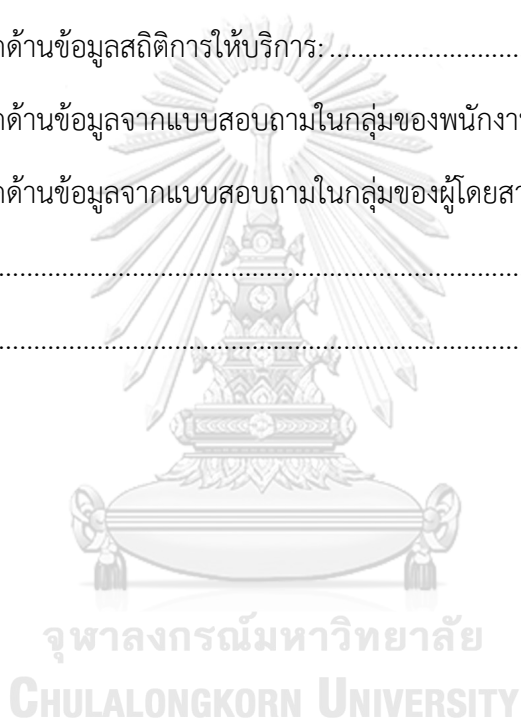 ด้านข้อมูลสถิติการให้บริการ: ..............................
ด้านข้อมูลจากแบบสอบถามในกลุ่มของพนักงาน
ด้านข้อมูลจากแบบสอบถามในกลุ่มของผู้โดยสา
................................................................................
................................................................................
จุฬาลงกรณ์มหาวิทยาลัย
CHULALONGKORN UNIVERSITY